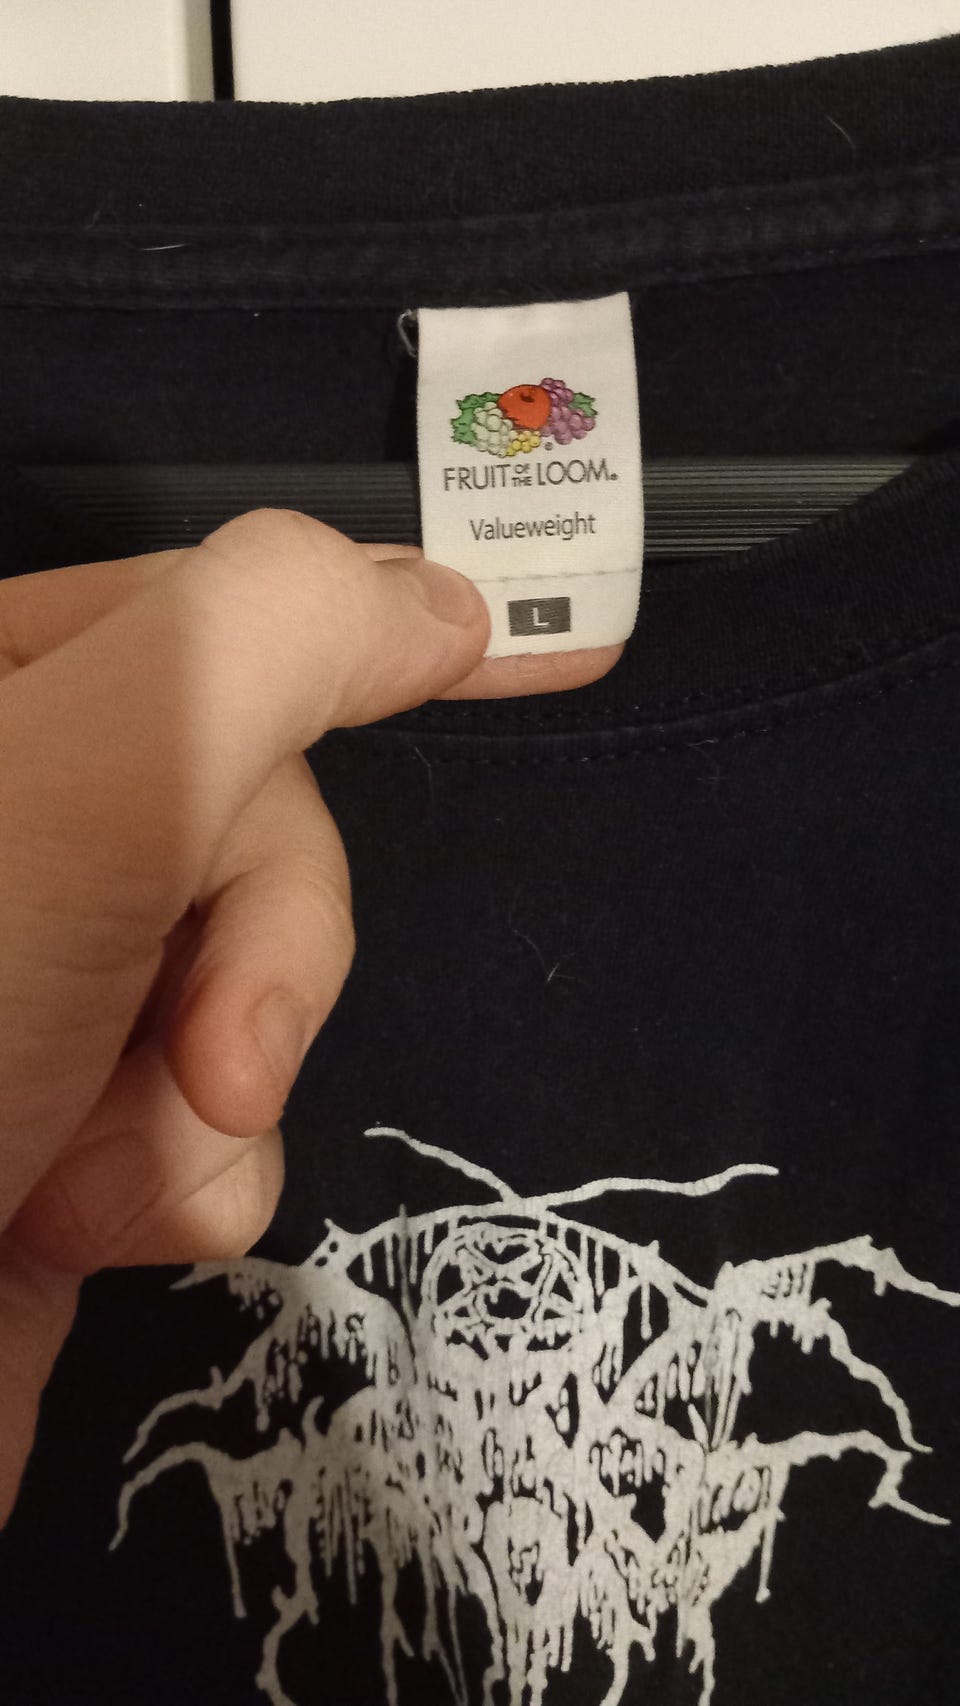 FRUIT OF THE LOOM®
Valueweight
L